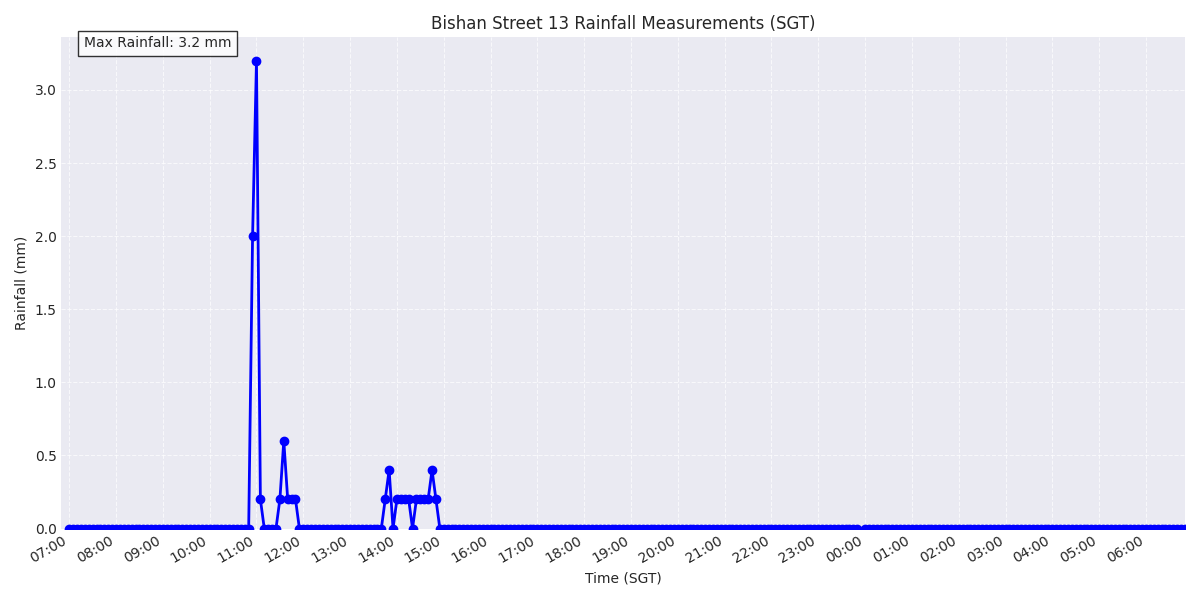 Bishan Street 13 Rainfall Measurements (SGT)
Max Rainfall: 3.2 mm
Rainfall (mm)
3.0
2.5
2.0
1.5
1.0
0.5
0.0
07:00 08:00 09:00 10:00 11:00 12:00 13:00 14:00 15:00 16:00 17:00 18:00 19:00 20:00 21:00 22:00 23:00 00:00 01:00 02:00 03:00 04:00 05:00 06:00
Time (SGT)